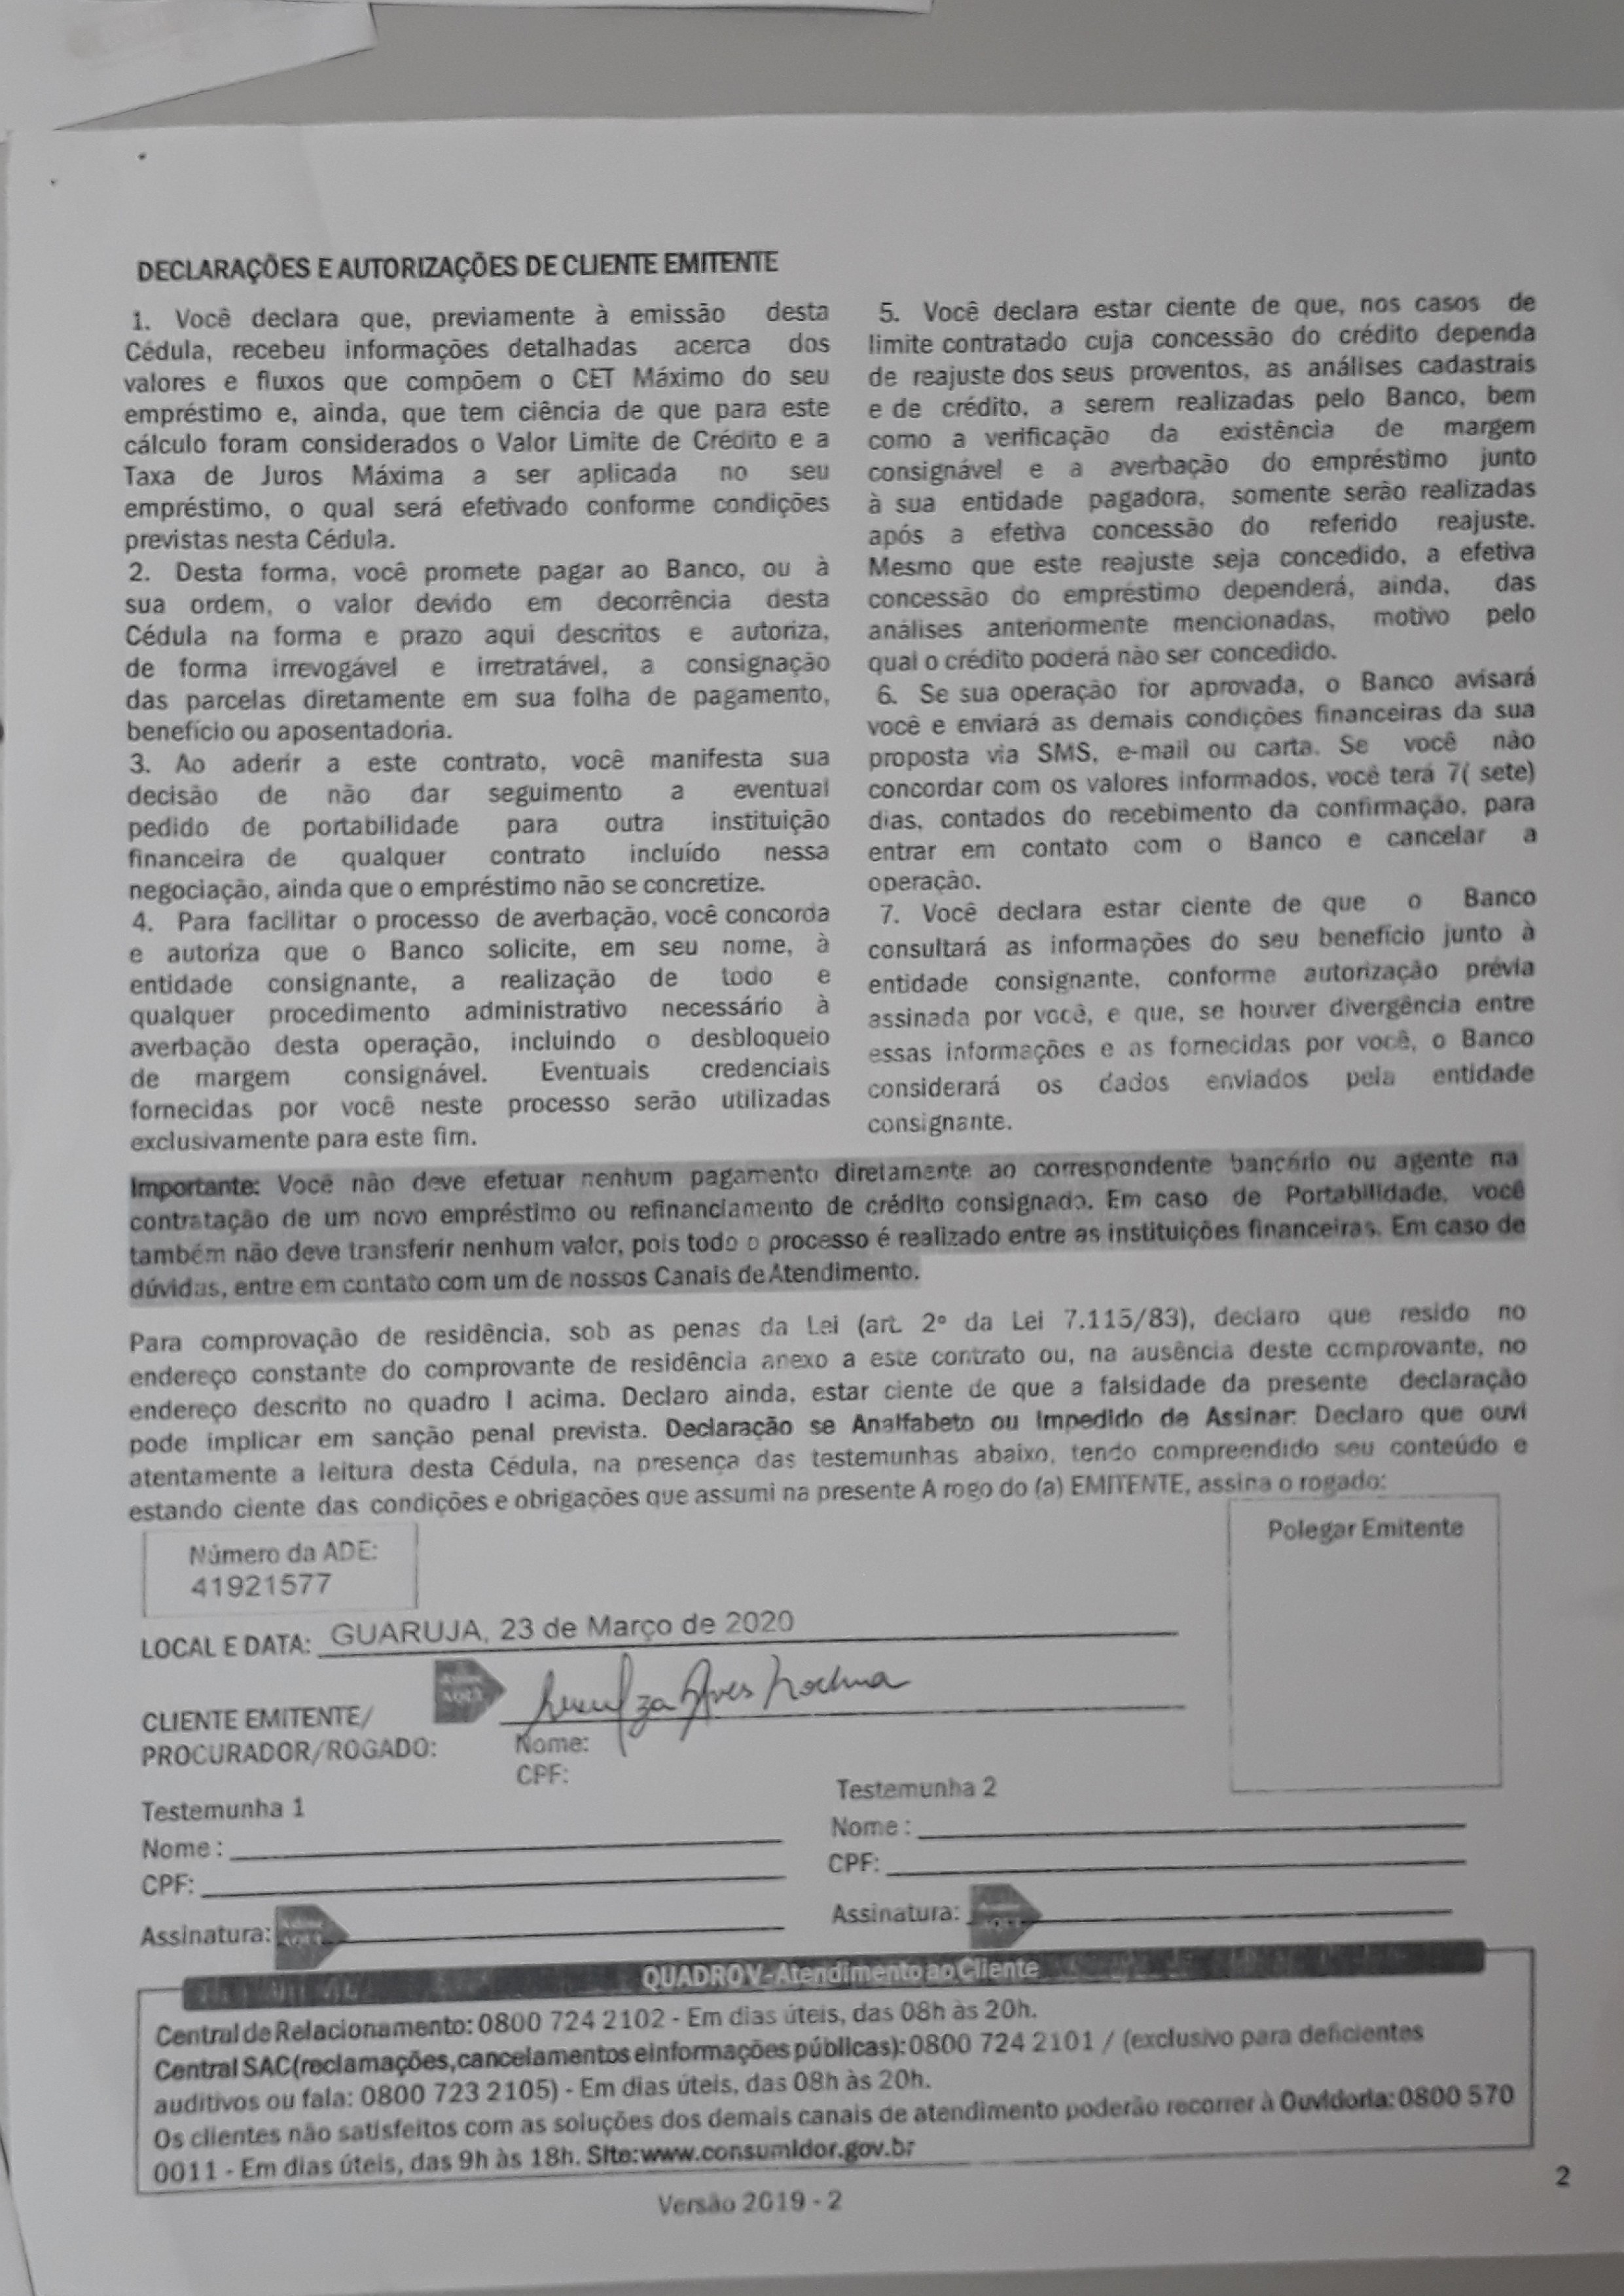 DECLARAÇÕES E AUTORIZAÇÕES DE CLIENTE EMITENTE
1. Você declara que, previamente à emissão desta
Cédula, recebeu informações detalhadas acerca dos
valores e fluxos que compõem o CET Máximo do seu
empréstimo e, ainda, que tem ciência de que para este
cálculo foram considerados o Valor Limite de Crédito e a
Taxa de Juros Máxima a ser aplicada no seu
empréstimo, o qual será efetivado conforme condições
previstas nesta Cédula.
2. Desta forma, você promete pagar ao Banco, ou à
sua ordem, o valor devido em decorrência desta
Cédula na forma e prazo aqui descritos e autoriza,
de forma irrevogável e irretratável, a consignação
das parcelas diretamente em sua folha de pagamento,
benefício ou aposentadoria.
3. Ao aderir a este contrato, você manifesta sua
decisão de não dar seguimento a eventual
pedido de portabilidade para outra instituição
financeira de qualquer contrato incluído nessa
negociação, ainda que o empréstimo não se concretize.
4. Para facilitar o processo de averbação, você concorda
e autoriza que o Banco solicite, em seu nome, à
entidade consignante, a realização de todo e
qualquer procedimento administrativo necessário à
averbação desta operação, incluindo o desbloqueio
de margem consignável. Eventuais credenciais
fornecidas por você neste processo serão utilizadas
exclusivamente para este fim.
5. Você declara estar ciente de que, nos casos de
limite contratado cuja concessão do crédito dependa
de reajuste dos seus proventos, as análises cadastrais
e de crédito, a serem realizadas pelo Banco, bem
como a verificação da existência de margem
consignável e a averbação do empréstimo junto
à sua entidade pagadora, somente serão realizadas
após a efetiva concessão do referido reajuste.
Mesmo que este reajuste seja concedido, a efetiva
concessão do empréstimo dependerá, ainda, das
análises anteriormente mencionadas, motivo pelo
qual o crédito poderá não ser concedido.
6. Se sua operação for aprovada, o Banco avisará
você e enviará as demais condições financeiras da sua
proposta via SMS, e-mail ou carta. Se você não
concordar com os valores informados, você terá 7( sete)
dias, contados do recebimento da confirmação, para
entrar em contato com o Banco e cancelar a
operação.
7. Você declara estar ciente de que o Banco
consultará as informações do seu benefício junto à
entidade consignante, conforme autorização prévia
assinada por você, e que, se houver divergência entre
essas informações e as fornecidas por você, o Banco
considerará os dados enviados pela entidade
consignante.
Importante: Você não deve efetuar nenhum pagamento diretamente ao correspondente bancário ou agente na
contratação de um novo empréstimo ou refinanciamento de crédito consignado. Em caso de Portabilidade, você
também não deve transferir nenhum valor, pois todo o processo é realizado entre as instituições financeiras. Em caso de
dúvidas, entre em contato com um de nossos Canais de Atendimento.
Para comprovação de residência, sob as penas da Lei (art. 2º da Lei 7.115/83), declaro que resido no
endereço constante do comprovante de residência anexo a este contrato ou, na ausência deste comprovante, no
endereço descrito no quadro I acima. Declaro ainda, estar ciente de que a falsidade da presente declaração
pode implicar em sanção penal prevista. Declaração se Analfabeto ou Impedido de Assinar: Declaro que ouvi
atentamente a leitura desta Cédula, na presença das testemunhas abaixo, tendo compreendido seu conteúdo e
estando ciente das condições e obrigações que assumi na presente A rogo do (a) EMITENTE, assina o rogado:
Número da ADE:
41921577
Polegar Emitente
LOCAL E DATA: GUARUJA, 23 de Março de 2020
CLIENTE EMITENTE/
PROCURADOR/ROGADO:
AQUI
Alves
Nome:
CPF:
Testemunha 1
Nome :
CPF:
Assinatura:
Testemunha 2
Nome :
CPF:
Assinatura:
QUADRO V - Atendimento ao Cliente
Central de Relacionamento: 0800 724 2102 - Em dias úteis, das 08h às 20h.
Central SAC (reclamações, cancelamentos e informações públicas): 0800 724 2101 / (exclusivo para deficientes
auditivos ou fala: 0800 723 2105) - Em dias úteis, das 08h às 20h.
Os clientes não satisfeitos com as soluções dos demais canais de atendimento poderão recorrer à Ouvidoria: 0800 570
0011 - Em dias úteis, das 9h às 18h. Site: www.consumidor.gov.br
Versão 2019 - 2
2